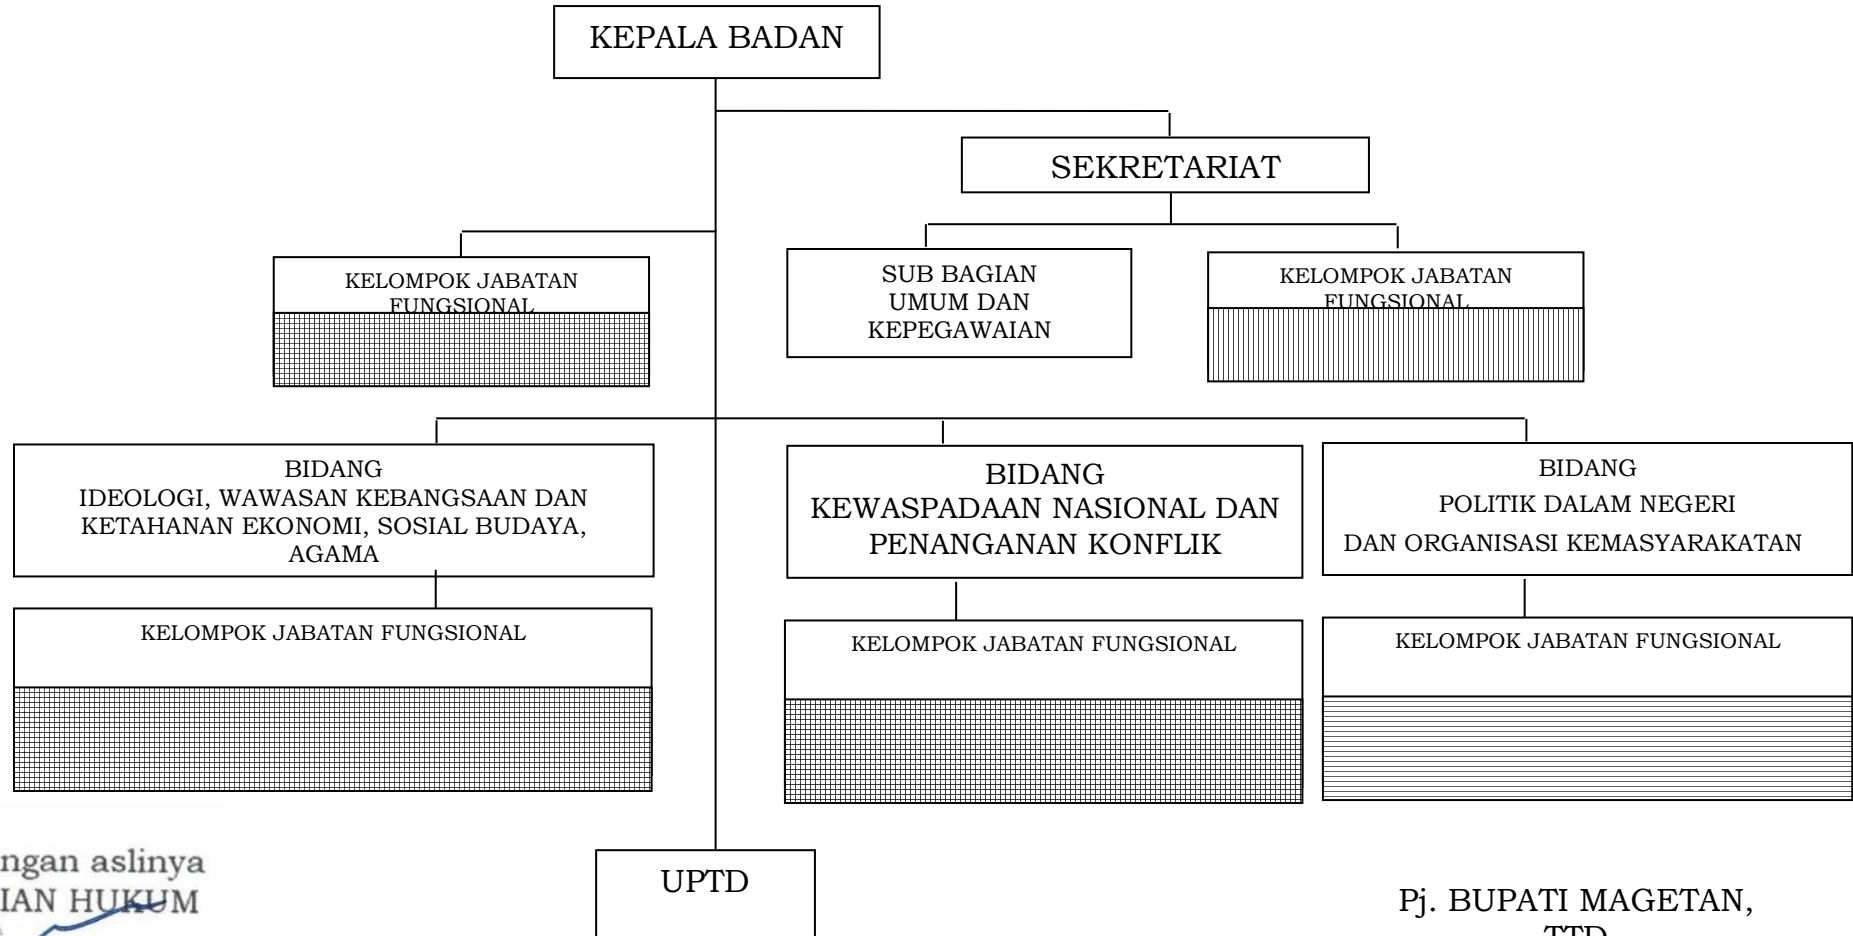 KEPALA BADAN
SEKRETARIAT
KELOMPOK JABATAN
FUNGSIONAL
SUB BAGIAN
UMUM DAN
KEPEGAWAIAN
KELOMPOK JABATAN
FUNGSIONAL
BIDANG
IDEOLOGI, WAWASAN KEBANGSAAN DAN
KETAHANAN EKONOMI, SOSIAL BUDAYA,
AGAMA
BIDANG
KEWASPADAAN NASIONAL DAN
PENANGANAN KONFLIK
BIDANG
POLITIK DALAM NEGERI
DAN ORGANISASI KEMASYARAKATAN
KELOMPOK JABATAN FUNGSIONAL
KELOMPOK JABATAN FUNGSIONAL
KELOMPOK JABATAN FUNGSIONAL
UPTD
ngan aslinya
IAN HUKUM
Pj. BUPATI MAGETAN,
TTD